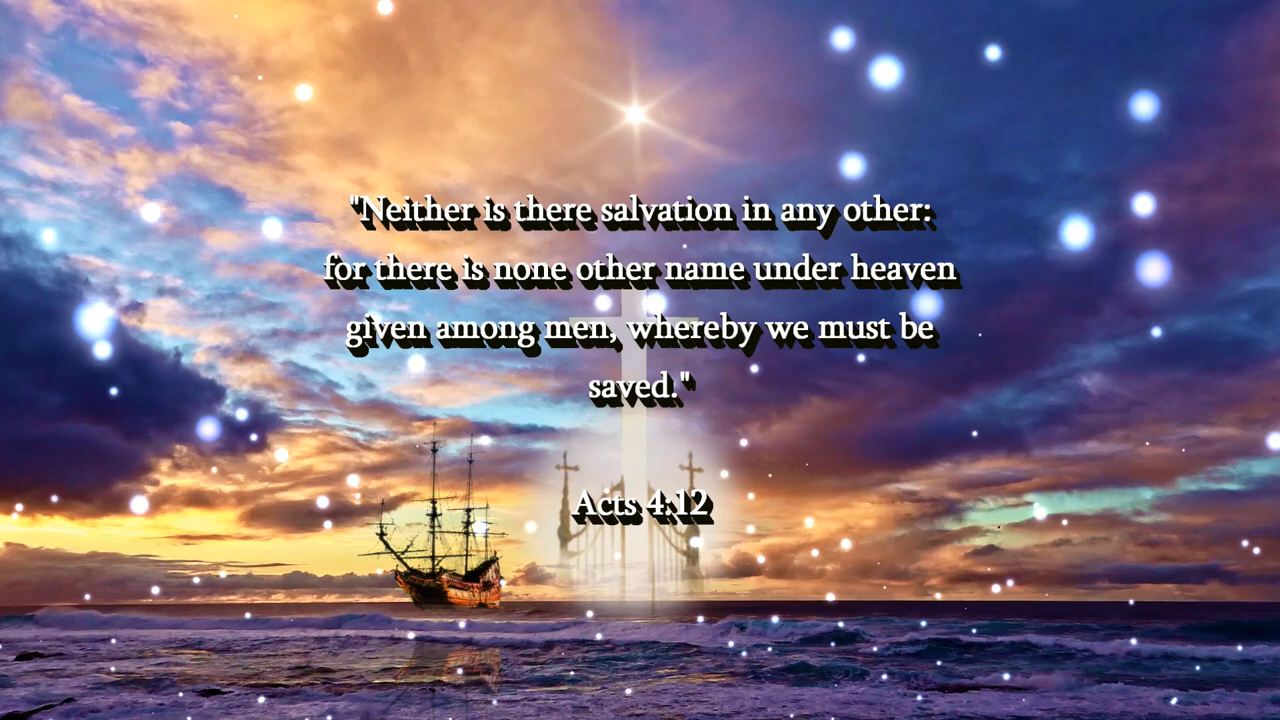 "Neither is there salvation in any other:
for there is none other name under heaven
given among men, whereby we must be
saved."
Acts 4:12